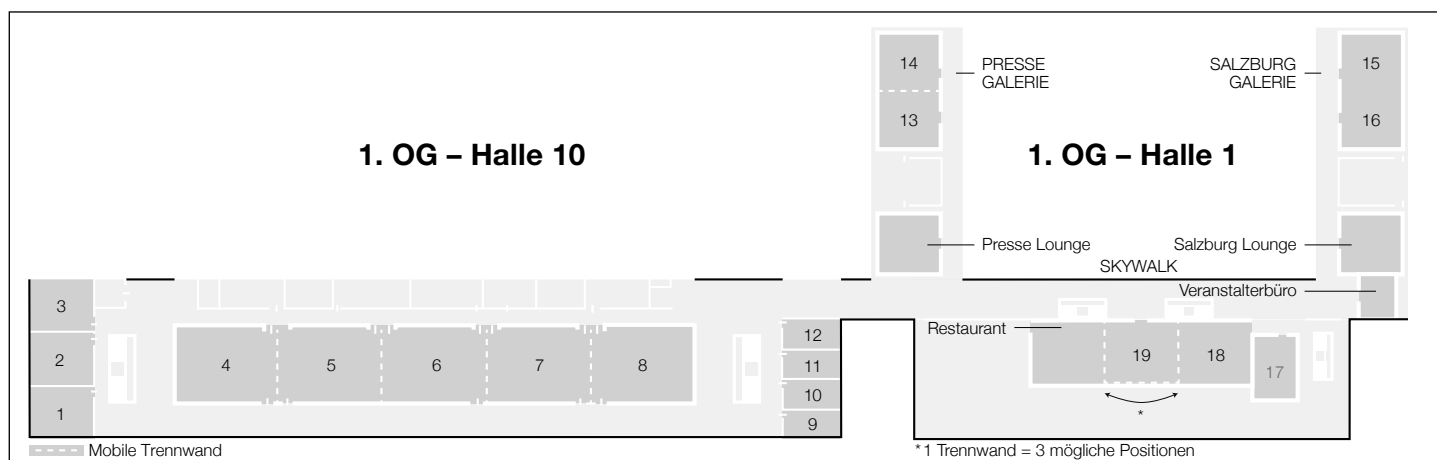 14
PRESSE
GALERIE
SALZBURG
GALERIE
15
13
16
1. OG – Halle 10
1. OG – Halle 1
Presse Lounge
Salzburg Lounge
SKYWALK
Veranstalterbüro
3
Restaurant
12
2
4
5
6
7
8
11
19
18
17
10
1
9
*
Mobile Trennwand
* 1 Trennwand = 3 mögliche Positionen